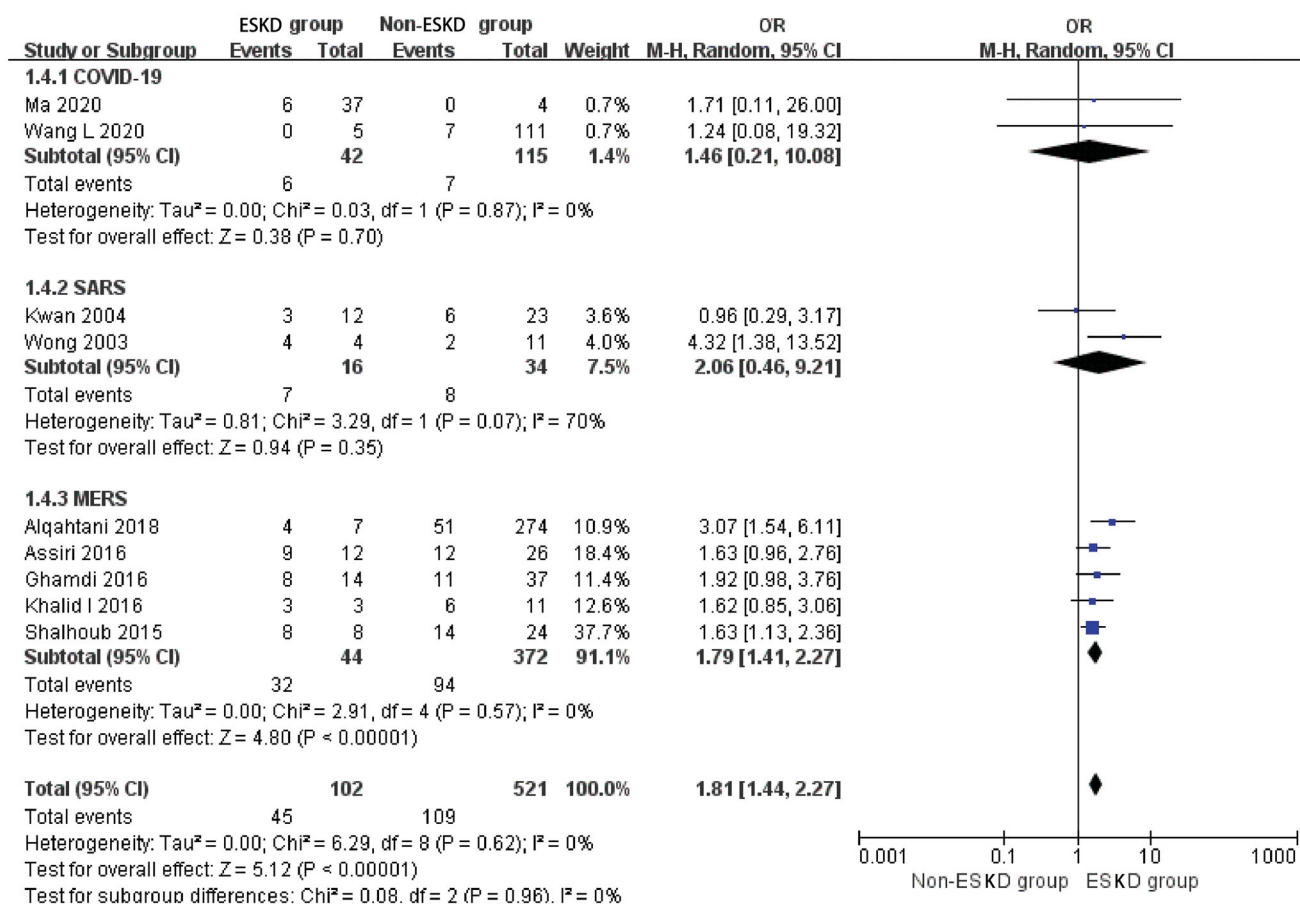 ESKD group Non-ESKD group OR OR
Study or Subgroup Events Total Events Total Weight M-H, Random, 95% CI M-H, Random, 95% CI
1.4.1 COVID-19
Ma 2020 6 37 0 4 0.7% 1.71 [0.11, 26.00]
Wang L 2020 0 5 7 111 0.7% 1.24 [0.08, 19.32]
Subtotal (95% CI) 42 115 1.4% 1.46 [0.21, 10.08]
Total events 6 7
Heterogeneity: Tau² = 0.00; Chi² = 0.03, df = 1 (P = 0.87); I² = 0%
Test for overall effect: Z = 0.38 (P = 0.70)
1.4.2 SARS
Kwan 2004 3 12 6 23 3.6% 0.96 [0.29, 3.17]
Wong 2003 4 4 2 11 4.0% 4.32 [1.38, 13.52]
Subtotal (95% CI) 16 34 7.5% 2.06 [0.46, 9.21]
Total events 7 8
Heterogeneity: Tau² = 0.81; Chi² = 3.29, df = 1 (P = 0.07); I² = 70%
Test for overall effect: Z = 0.94 (P = 0.35)
1.4.3 MERS
Alqahtani 2018 4 7 51 274 10.9% 3.07 [1.54, 6.11]
Assiri 2016 9 12 12 26 18.4% 1.63 [0.96, 2.76]
Ghamdi 2016 8 14 11 37 11.4% 1.92 [0.98, 3.76]
Khalid I 2016 3 3 6 11 12.6% 1.62 [0.85, 3.06]
Shalhoub 2015 8 8 14 24 37.7% 1.63 [1.13, 2.36]
Subtotal (95% CI) 44 372 91.1% 1.79 [1.41, 2.27]
Total events 32 94
Heterogeneity: Tau² = 0.00; Chi² = 2.91, df = 4 (P = 0.57); I² = 0%
Test for overall effect: Z = 4.80 (P < 0.00001)
Total (95% CI) 102 521 100.0% 1.81 [1.44, 2.27]
Total events 45 109
Heterogeneity: Tau² = 0.00; Chi² = 6.29, df = 8 (P = 0.62); I² = 0%
Test for overall effect: Z = 5.12 (P < 0.00001)
Test for subgroup differences: Chi² = 0.08, df = 2 (P = 0.96), I² = 0%
0.001 0.1 1 10 1000
Non-ESKD group ESKD group